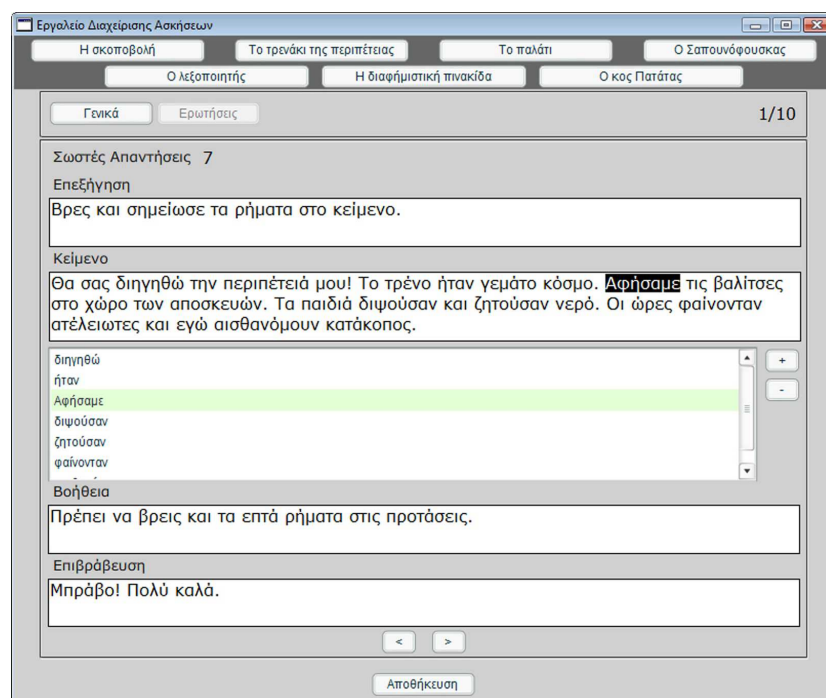 Εργαλείο Διαχείρισης Ασκήσεων
Η σκοποβολή Το τρενάκι της περιπέτειας Το παλάτι Ο Σαπουνόφουσκας
Ο λεξοποιητής Η διαφήμιστική πινακίδα Ο κος Πατάτας
Γενικά Ερωτήσεις 1/10
Σωστές Απαντήσεις 7
Επεξήγηση
Βρες και σημείωσε τα ρήματα στο κείμενο.
Κείμενο
Θα σας διηγηθώ την περιπέτειά μου! Το τρένο ήταν γεμάτο κόσμο. Αφήσαμε τις βαλίτσες
στο χώρο των αποσκευών. Τα παιδιά διψούσαν και ζητούσαν νερό. Οι ώρες φαίνονταν
ατέλειωτες και εγώ αισθανόμουν κατάκοπος.
διηγηθώ
+
ήταν
-
Αφήσαμε
διψούσαν
ζητούσαν
φαίνονταν
Βοήθεια
Πρέπει να βρεις και τα επτά ρήματα στις προτάσεις.
Επιβράβευση
Μπράβο! Πολύ καλά.
< >
Αποθήκευση